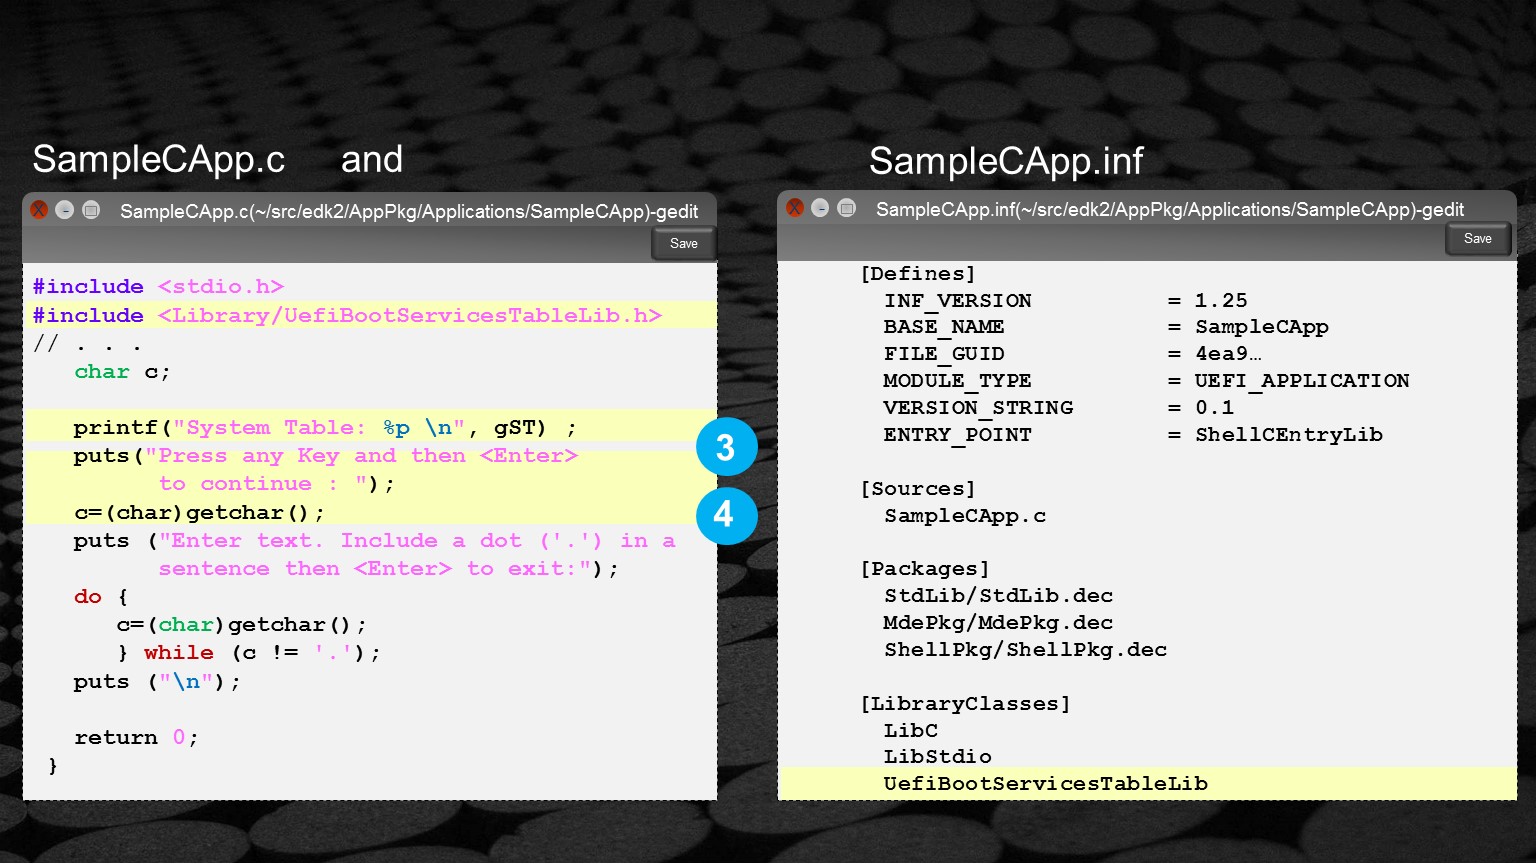 SampleCApp.c and
SampleCApp.c(~/src/edk2/AppPkg/Applications/SampleCApp)-gedit
Save
#include <stdio.h>
#include <Library/UefiBootServicesTableLib.h>
// . . .
char c;
printf("System Table: %p \n", gST) ;
puts("Press any Key and then <Enter>
to continue : ");
c=(char)getchar();
puts ("Enter text. Include a dot ('.') in a
sentence then <Enter> to exit:");
do {
c=(char)getchar();
} while (c != '.');
puts ("\n");
return 0;
}
3
4
SampleCApp.inf
X - SampleCApp.inf(~/src/edk2/AppPkg/Applications/SampleCApp)-gedit
Save
[Defines]
INF_VERSION = 1.25
BASE_NAME = SampleCApp
FILE_GUID = 4ea9…
MODULE_TYPE = UEFI_APPLICATION
VERSION_STRING = 0.1
ENTRY_POINT = ShellCEntryLib
[Sources]
SampleCApp.c
[Packages]
StdLib/StdLib.dec
MdePkg/MdePkg.dec
ShellPkg/ShellPkg.dec
[LibraryClasses]
LibC
LibStdio
UefiBootServicesTableLib